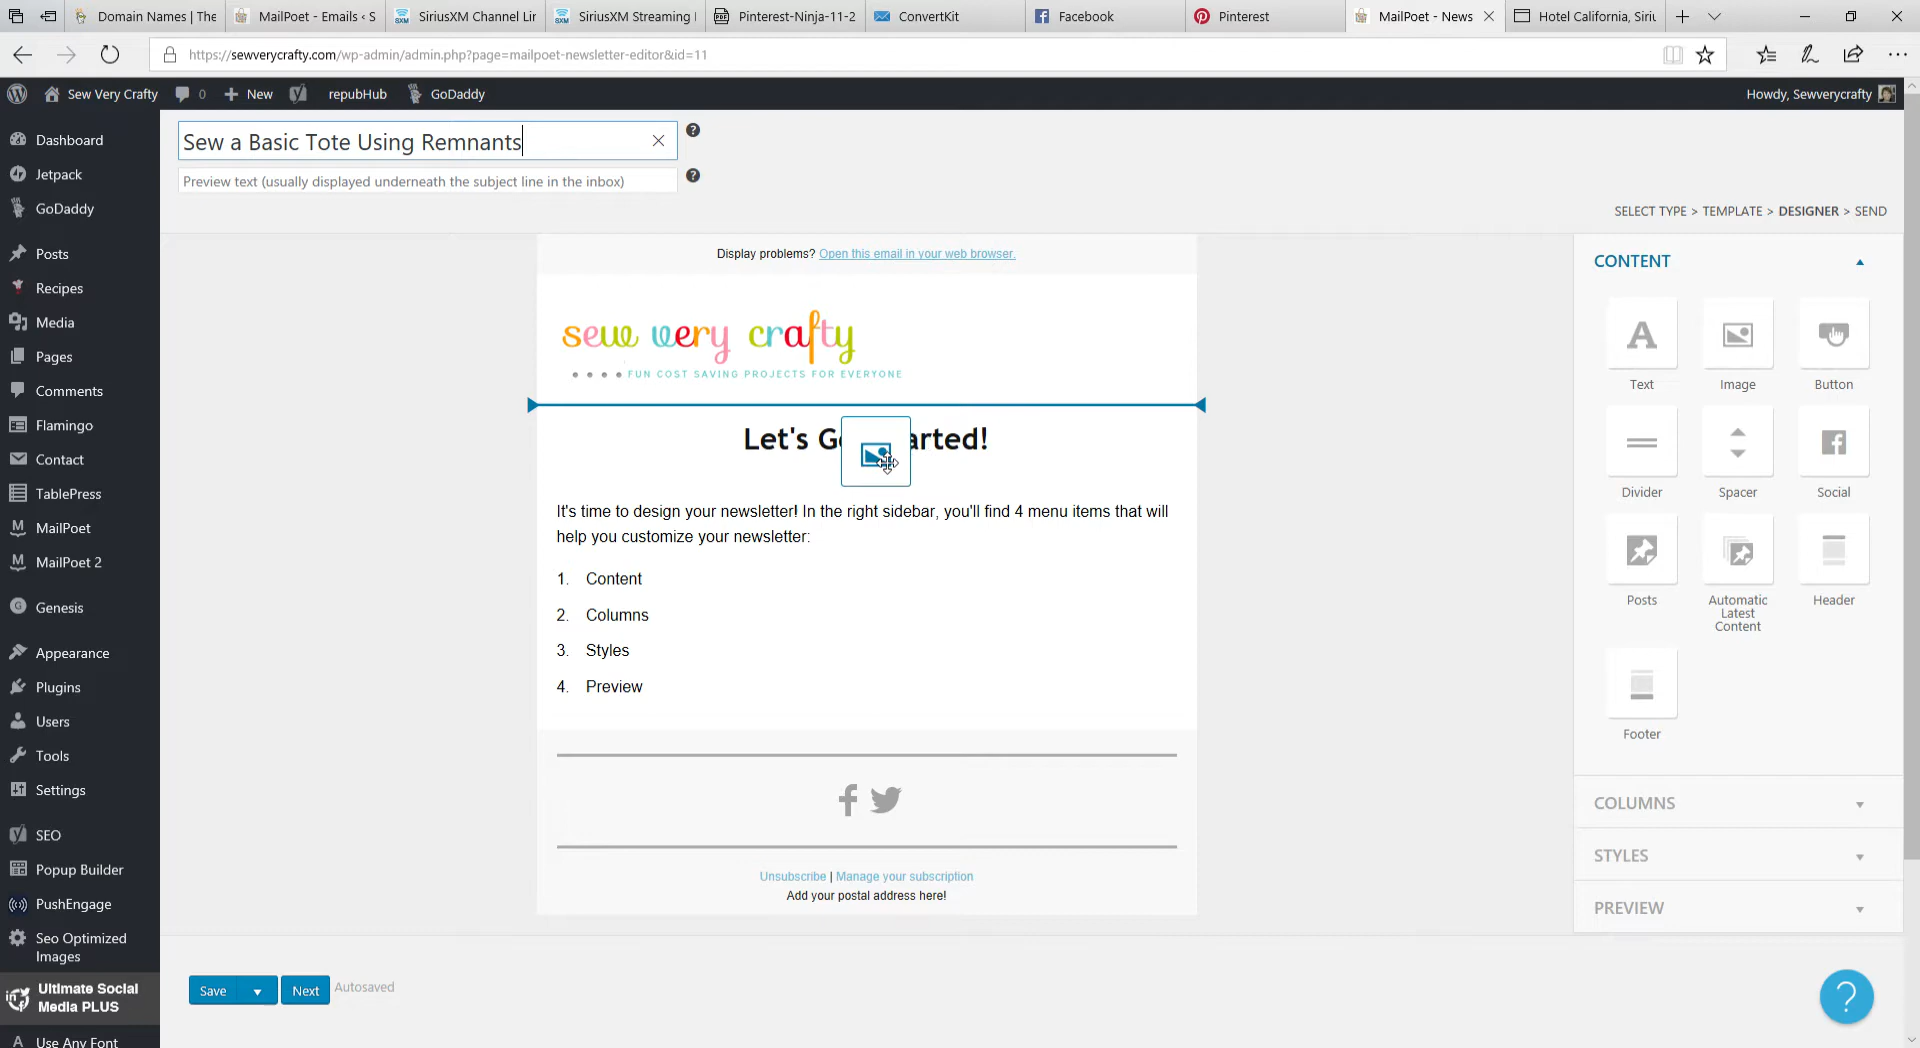 Domain Names | The
MailPoet - Emails ‹ S
SiriusXM Channel Lin
SiriusXM Streaming |
Pinterest-Ninja-11-2
ConvertKit
Facebook
Pinterest
MailPoet - News
Hotel California, Siriu
https://sewverycrafty.com/wp-admin/admin.php?page=mailpoet-newsletter-editor&id=11
Sew Very Crafty
0
New
repubHub
GoDaddy
Howdy, Sewverycrafty
Dashboard
Jetpack
GoDaddy
Posts
Recipes
Media
Pages
Comments
Flamingo
Contact
TablePress
MailPoet
MailPoet 2
Genesis
Appearance
Plugins
Users
Tools
Settings
SEO
Popup Builder
PushEngage
Seo Optimized
Images
Ultimate Social
Media PLUS
Use Any Font
Sew a Basic Tote Using Remnants
Preview text (usually displayed underneath the subject line in the inbox)
SELECT TYPE > TEMPLATE > DESIGNER > SEND
Display problems? Open this email in your web browser.
sew very crafty
FUN COST SAVING PROJECTS FOR EVERYONE
Let's G arted!
It's time to design your newsletter! In the right sidebar, you'll find 4 menu items that will
help you customize your newsletter:
1. Content
2. Columns
3. Styles
4. Preview
Unsubscribe | Manage your subscription
Add your postal address here!
CONTENT
Text
Image
Button
Divider
Spacer
Social
Posts
Automatic
Latest
Content
Header
Footer
COLUMNS
STYLES
PREVIEW
Save
Next
Autosaved